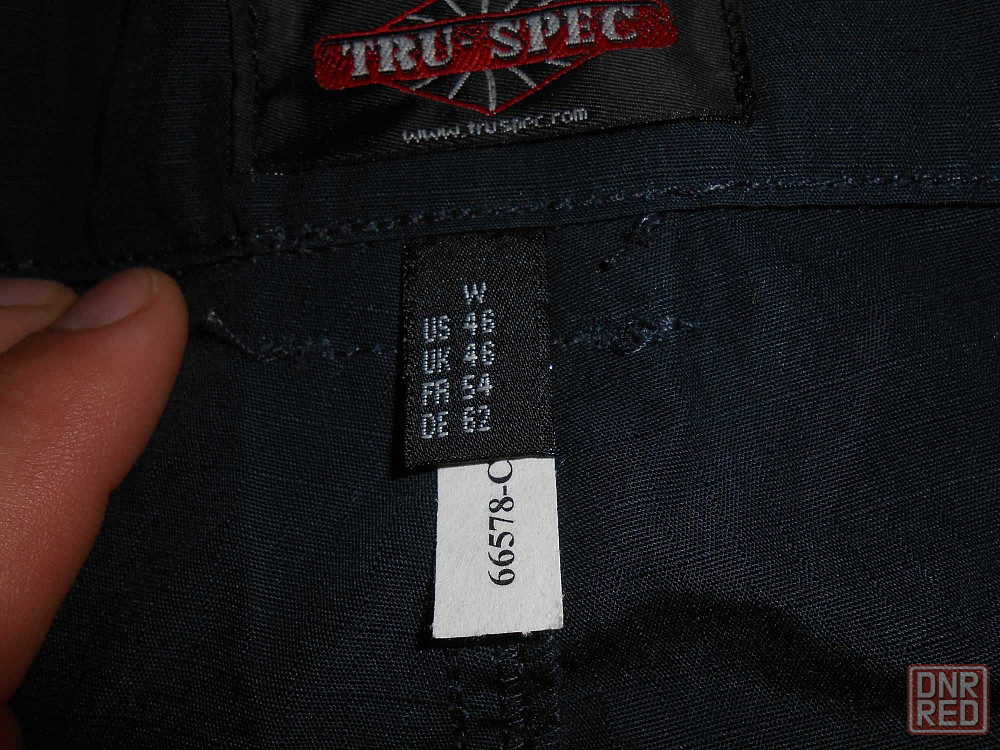 TRU-SPEC
www.truspec.com
W
US 46
UK 46
FR 54
DE 62
66578-C
DNR
RED